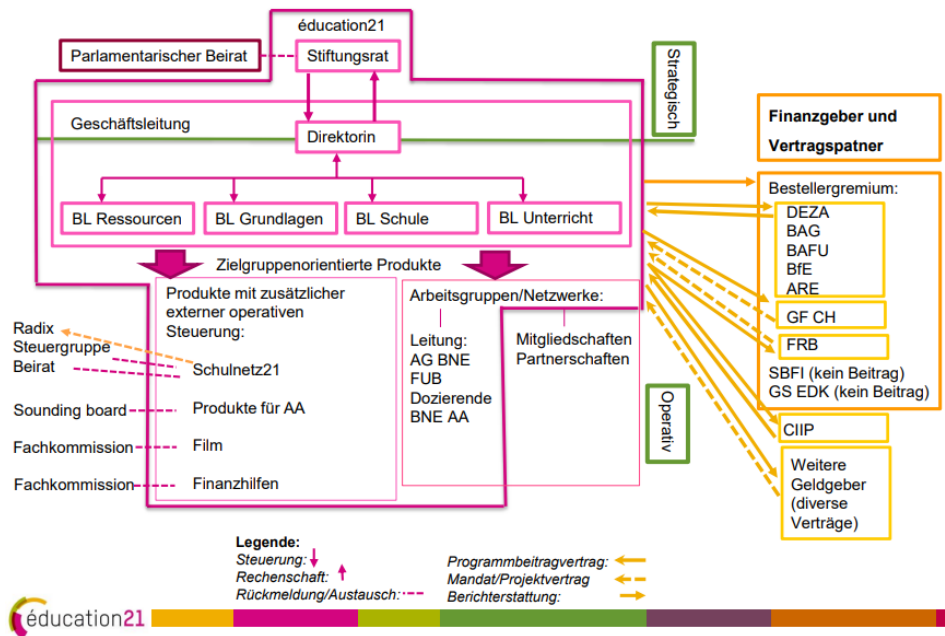 éducation21
Parlamentarischer Beirat
Stiftungsrat
Strategisch
Geschäftsleitung
Direktorin
BL Ressourcen
BL Grundlagen
BL Schule
BL Unterricht
Zielgruppenorientierte Produkte
Produkte mit zusätzlicher
externer operativen
Steuerung:
Schulnetz21
Produkte für AA
Film
Finanzhilfen
Radix
Steuergruppe
Beirat
Sounding board
Fachkommission
Fachkommission
Arbeitsgruppen/Netzwerke:
Leitung:
AG BNE
FUB
Dozierende
BNE AA
Mitgliedschaften
Partnerschaften
Operativ
Finanzgeber und
Vertragspatner
Bestellergremium:
DEZA
BAG
BAFU
BfE
ARE
GF CH
FRB
SBFI (kein Beitrag)
GS EDK (kein Beitrag)
CIIP
Weitere
Geldgeber
(diverse
Verträge)
Legende:
Steuerung:
Rechenschaft:
Rückmeldung/Austausch:
Programmbeitragvertrag:
Mandat/Projektvertrag
Berichterstattung:
éducation21